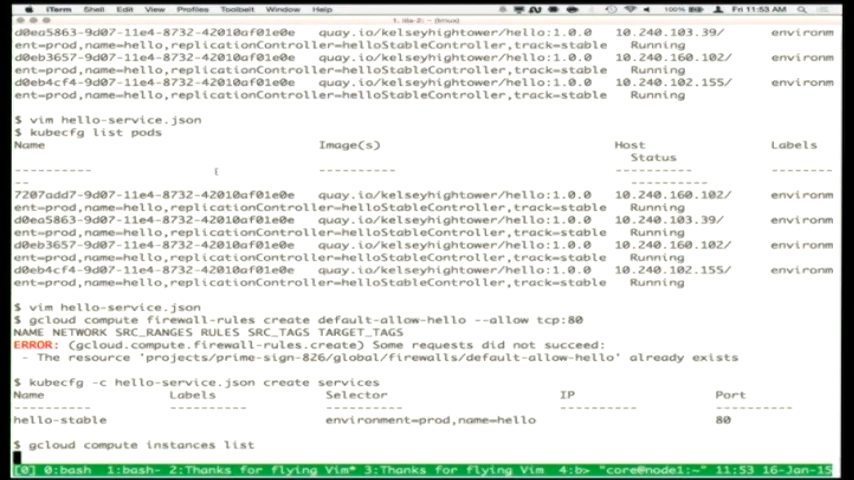 iTerm Shell Edit View Profiles Toolbelt Window Help 100% Fri 11:53 AM
1. ~ (tmux)
d0ea5863-9d07-11e4-8732-42010af01e0e quay.io/kelseyhightower/hello:1.0.0 10.240.103.39/ environm
ent=prod,name=hello,replicationController=helloStableController,track=stable Running
d0eb3657-9d07-11e4-8732-42010af01e0e quay.io/kelseyhightower/hello:1.0.0 10.240.160.102/ environm
ent=prod,name=hello,replicationController=helloStableController,track=stable Running
d0eb4cf4-9d07-11e4-8732-42010af01e0e quay.io/kelseyhightower/hello:1.0.0 10.240.102.155/ environm
ent=prod,name=hello,replicationController=helloStableController,track=stable Running
$ vim hello-service.json
$ kubecfg list pods
Name Image(s) Host Labels
Status
---------- ---------- ---------- --------
-- ----------
7207add7-9d07-11e4-8732-42010af01e0e quay.io/kelseyhightower/hello:1.0.0 10.240.160.102/ environm
ent=prod,name=hello,replicationController=helloStableController,track=stable Running
d0ea5863-9d07-11e4-8732-42010af01e0e quay.io/kelseyhightower/hello:1.0.0 10.240.103.39/ environm
ent=prod,name=hello,replicationController=helloStableController,track=stable Running
d0eb3657-9d07-11e4-8732-42010af01e0e quay.io/kelseyhightower/hello:1.0.0 10.240.160.102/ environm
ent=prod,name=hello,replicationController=helloStableController,track=stable Running
d0eb4cf4-9d07-11e4-8732-42010af01e0e quay.io/kelseyhightower/hello:1.0.0 10.240.102.155/ environm
ent=prod,name=hello,replicationController=helloStableController,track=stable Running
$ vim hello-service.json
$ gcloud compute firewall-rules create default-allow-hello --allow tcp:80
NAME NETWORK SRC_RANGES RULES SRC_TAGS TARGET_TAGS
ERROR: (gcloud.compute.firewall-rules.create) Some requests did not succeed:
- The resource 'projects/prime-sign-826/global/firewalls/default-allow-hello' already exists
$ kubecfg -c hello-service.json create services
Name Labels Selector IP Port
---------- ---------- ---------- ---------- ----------
hello-stable environment=prod,name=hello 80
$ gcloud compute instances list
[0] 0:bash 1:bash- 2:Thanks for flying Vim* 3:Thanks for flying Vim 4:b> "core@node1:~" 11:53 16-Jan-15